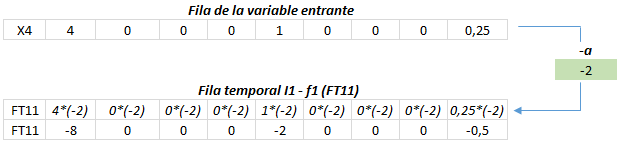 Fila de la variable entrante
X4 4 0 0 0 1 0 0 0 0,25
-a
-2
Fila temporal I1 - f1 (FT11)
FT11 4*(-2) 0*(-2) 0*(-2) 0*(-2) 1*(-2) 0*(-2) 0*(-2) 0*(-2) 0,25*(-2)
FT11 -8 0 0 0 -2 0 0 0 -0,5